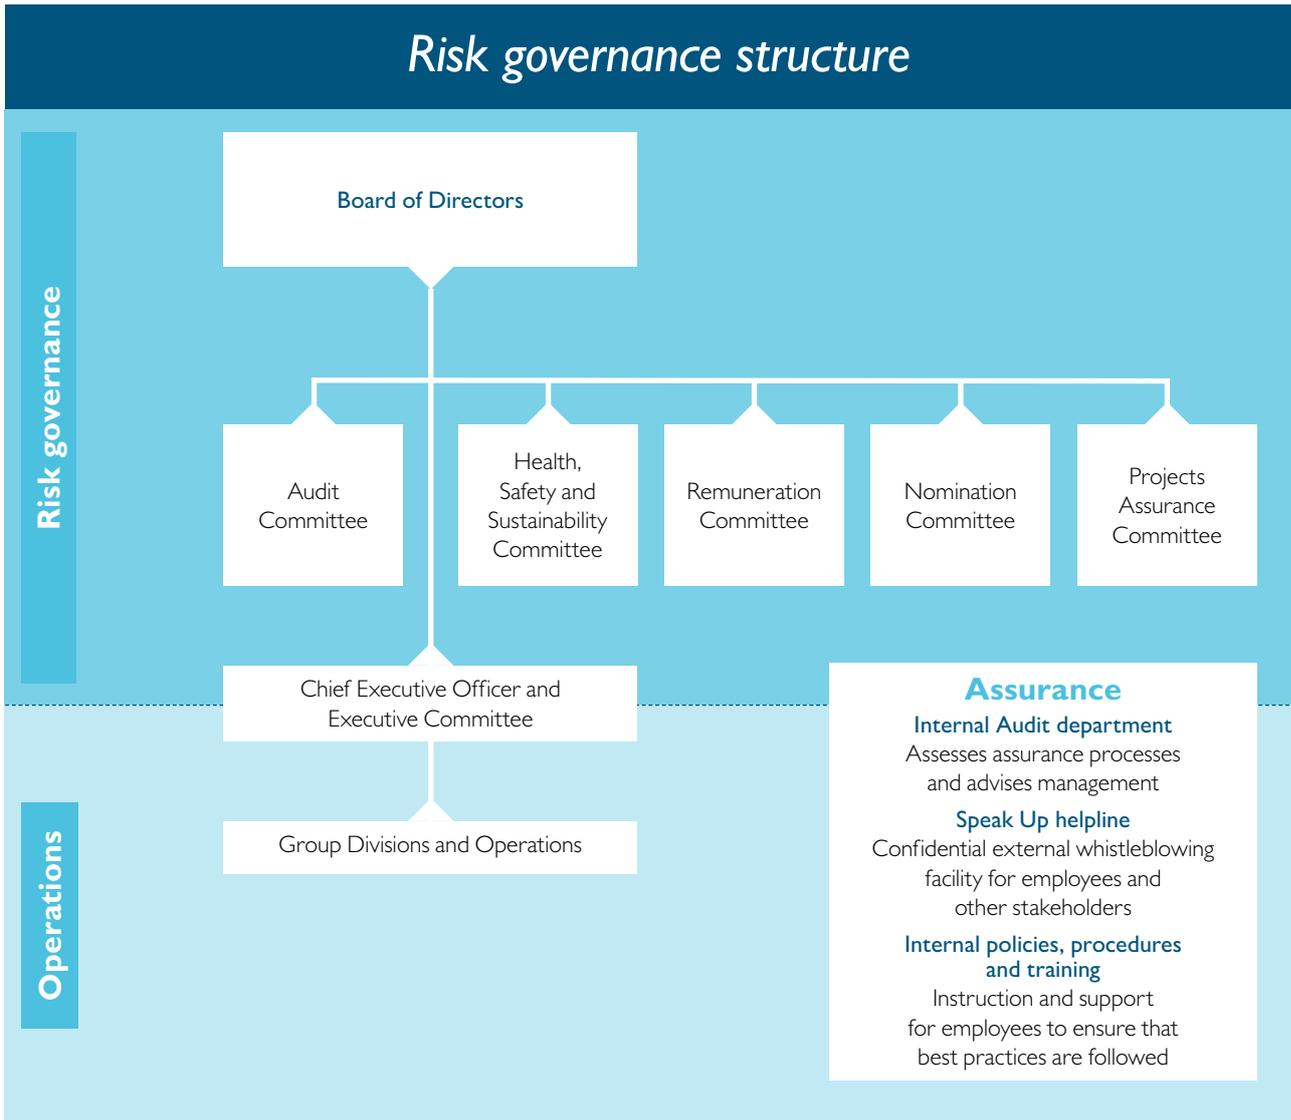 Risk governance structure
Risk governance
Board of Directors
Audit
Committee
Health,
Safety and
Sustainability
Committee
Remuneration
Committee
Nomination
Committee
Projects
Assurance
Committee
Chief Executive Officer and
Executive Committee
Operations
Group Divisions and Operations
Assurance
Internal Audit department
Assesses assurance processes
and advises management
Speak Up helpline
Confidential external whistleblowing
facility for employees and
other stakeholders
Internal policies, procedures
and training
Instruction and support
for employees to ensure that
best practices are followed